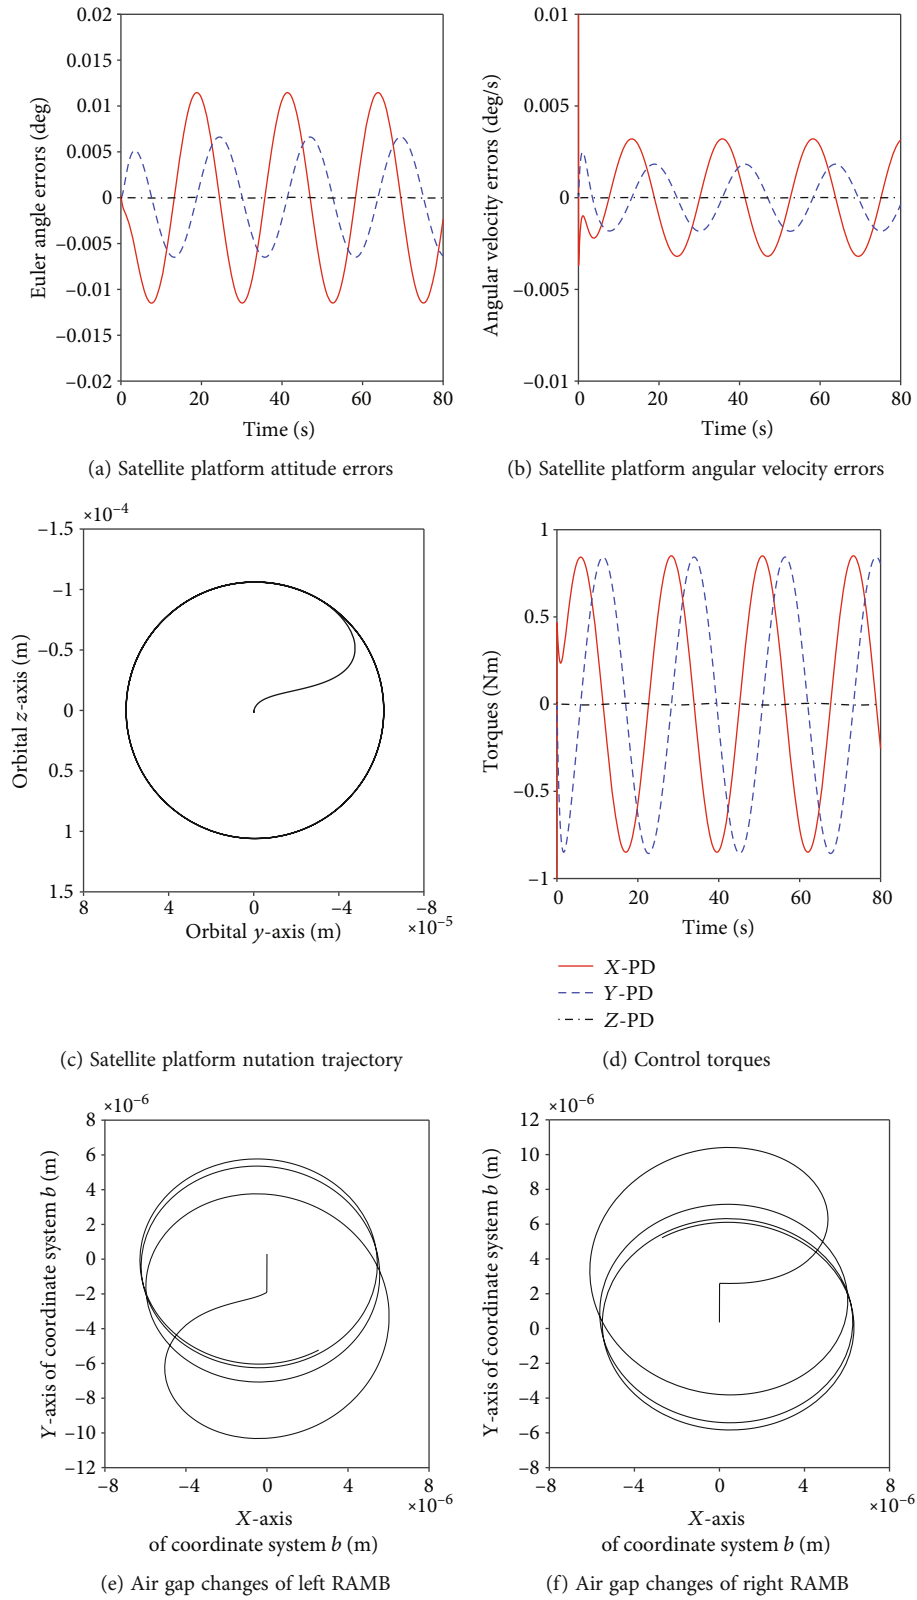 0.02
0.015
0.01
0.005
0
−0.005
−0.01
−0.015
−0.02
Euler angle errors (deg)
0 20 40 60 80
Time (s)
(a) Satellite platform attitude errors
0.01
0.005
0
−0.005
−0.01
Angular velocity errors (deg/s)
0 20 40 60 80
Time (s)
(b) Satellite platform angular velocity errors
×10⁻⁴
−1.5
−1
−0.5
0
0.5
1
1.5
Orbital z-axis (m)
8 4 0 −4 −8
×10⁻⁵
Orbital y-axis (m)
(c) Satellite platform nutation trajectory
1
0.5
0
−0.5
−1
Torques (Nm)
0 20 40 60 80
Time (s)
X-PD
Y-PD
Z-PD
(d) Control torques
×10⁻⁶
8
6
4
2
0
−2
−4
−6
−8
−10
−12
Y-axis of coordinate system b (m)
−8 −4 0 4 8
×10⁻⁶
X-axis
of coordinate system b (m)
(e) Air gap changes of left RAMB
×10⁻⁶
12
10
8
6
4
2
0
−2
−4
−6
−8
Y-axis of coordinate system b (m)
−8 −4 0 4 8
×10⁻⁶
X-axis
of coordinate system b (m)
(f) Air gap changes of right RAMB